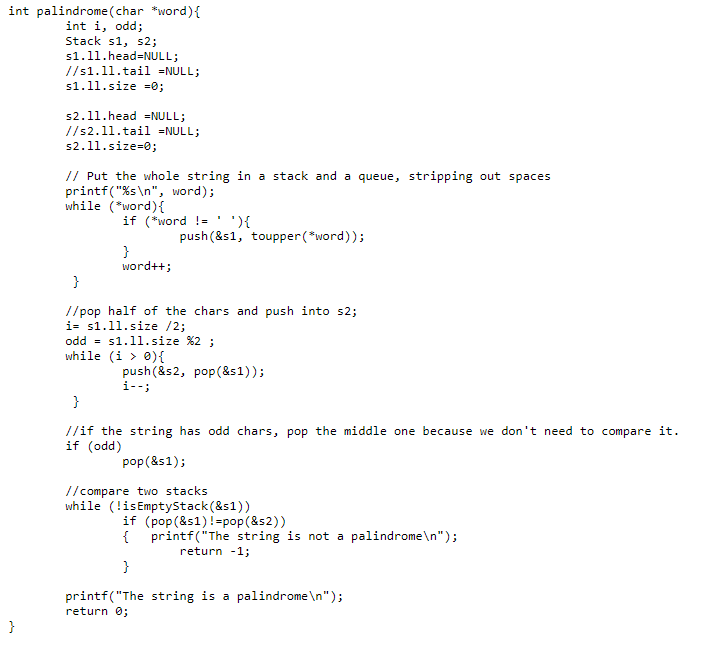 int palindrome(char *word){
        int i, odd;
        Stack s1, s2;
        s1.ll.head=NULL;
        //s1.ll.tail =NULL;
        s1.ll.size =0;

        s2.ll.head =NULL;
        //s2.ll.tail =NULL;
        s2.ll.size=0;

        // Put the whole string in a stack and a queue, stripping out spaces
        printf("%s\n", word);
        while (*word){
                if (*word != ' '){
                        push(&s1, toupper(*word));
                }
                word++;
         }

        //pop half of the chars and push into s2;
        i= s1.ll.size /2;
        odd = s1.ll.size %2 ;
        while (i > 0){
                push(&s2, pop(&s1));
                i--;
         }

        //if the string has odd chars, pop the middle one because we don't need to compare it.
        if (odd)
                pop(&s1);

        //compare two stacks
        while (!isEmptyStack(&s1))
                if (pop(&s1)!=pop(&s2))
                {   printf("The string is not a palindrome\n");
                        return -1;
                }

        printf("The string is a palindrome\n");
        return 0;
}